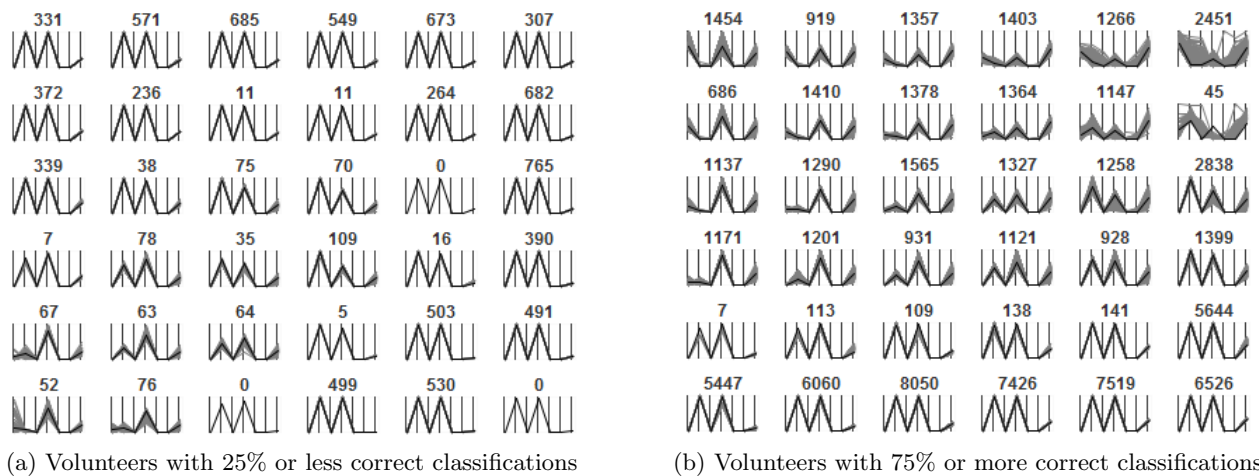 331 571 685 549 673 307
372 236 11 11 264 682
339 38 75 70 0 765
7 78 35 109 16 390
67 63 64 5 503 491
52 76 0 499 530 0
(a) Volunteers with 25% or less correct classifications
1454 919 1357 1403 1266 2451
686 1410 1378 1364 1147 45
1137 1290 1565 1327 1258 2838
1171 1201 931 1121 928 1399
7 113 109 138 141 5644
5447 6060 8050 7426 7519 6526
(b) Volunteers with 75% or more correct classifications